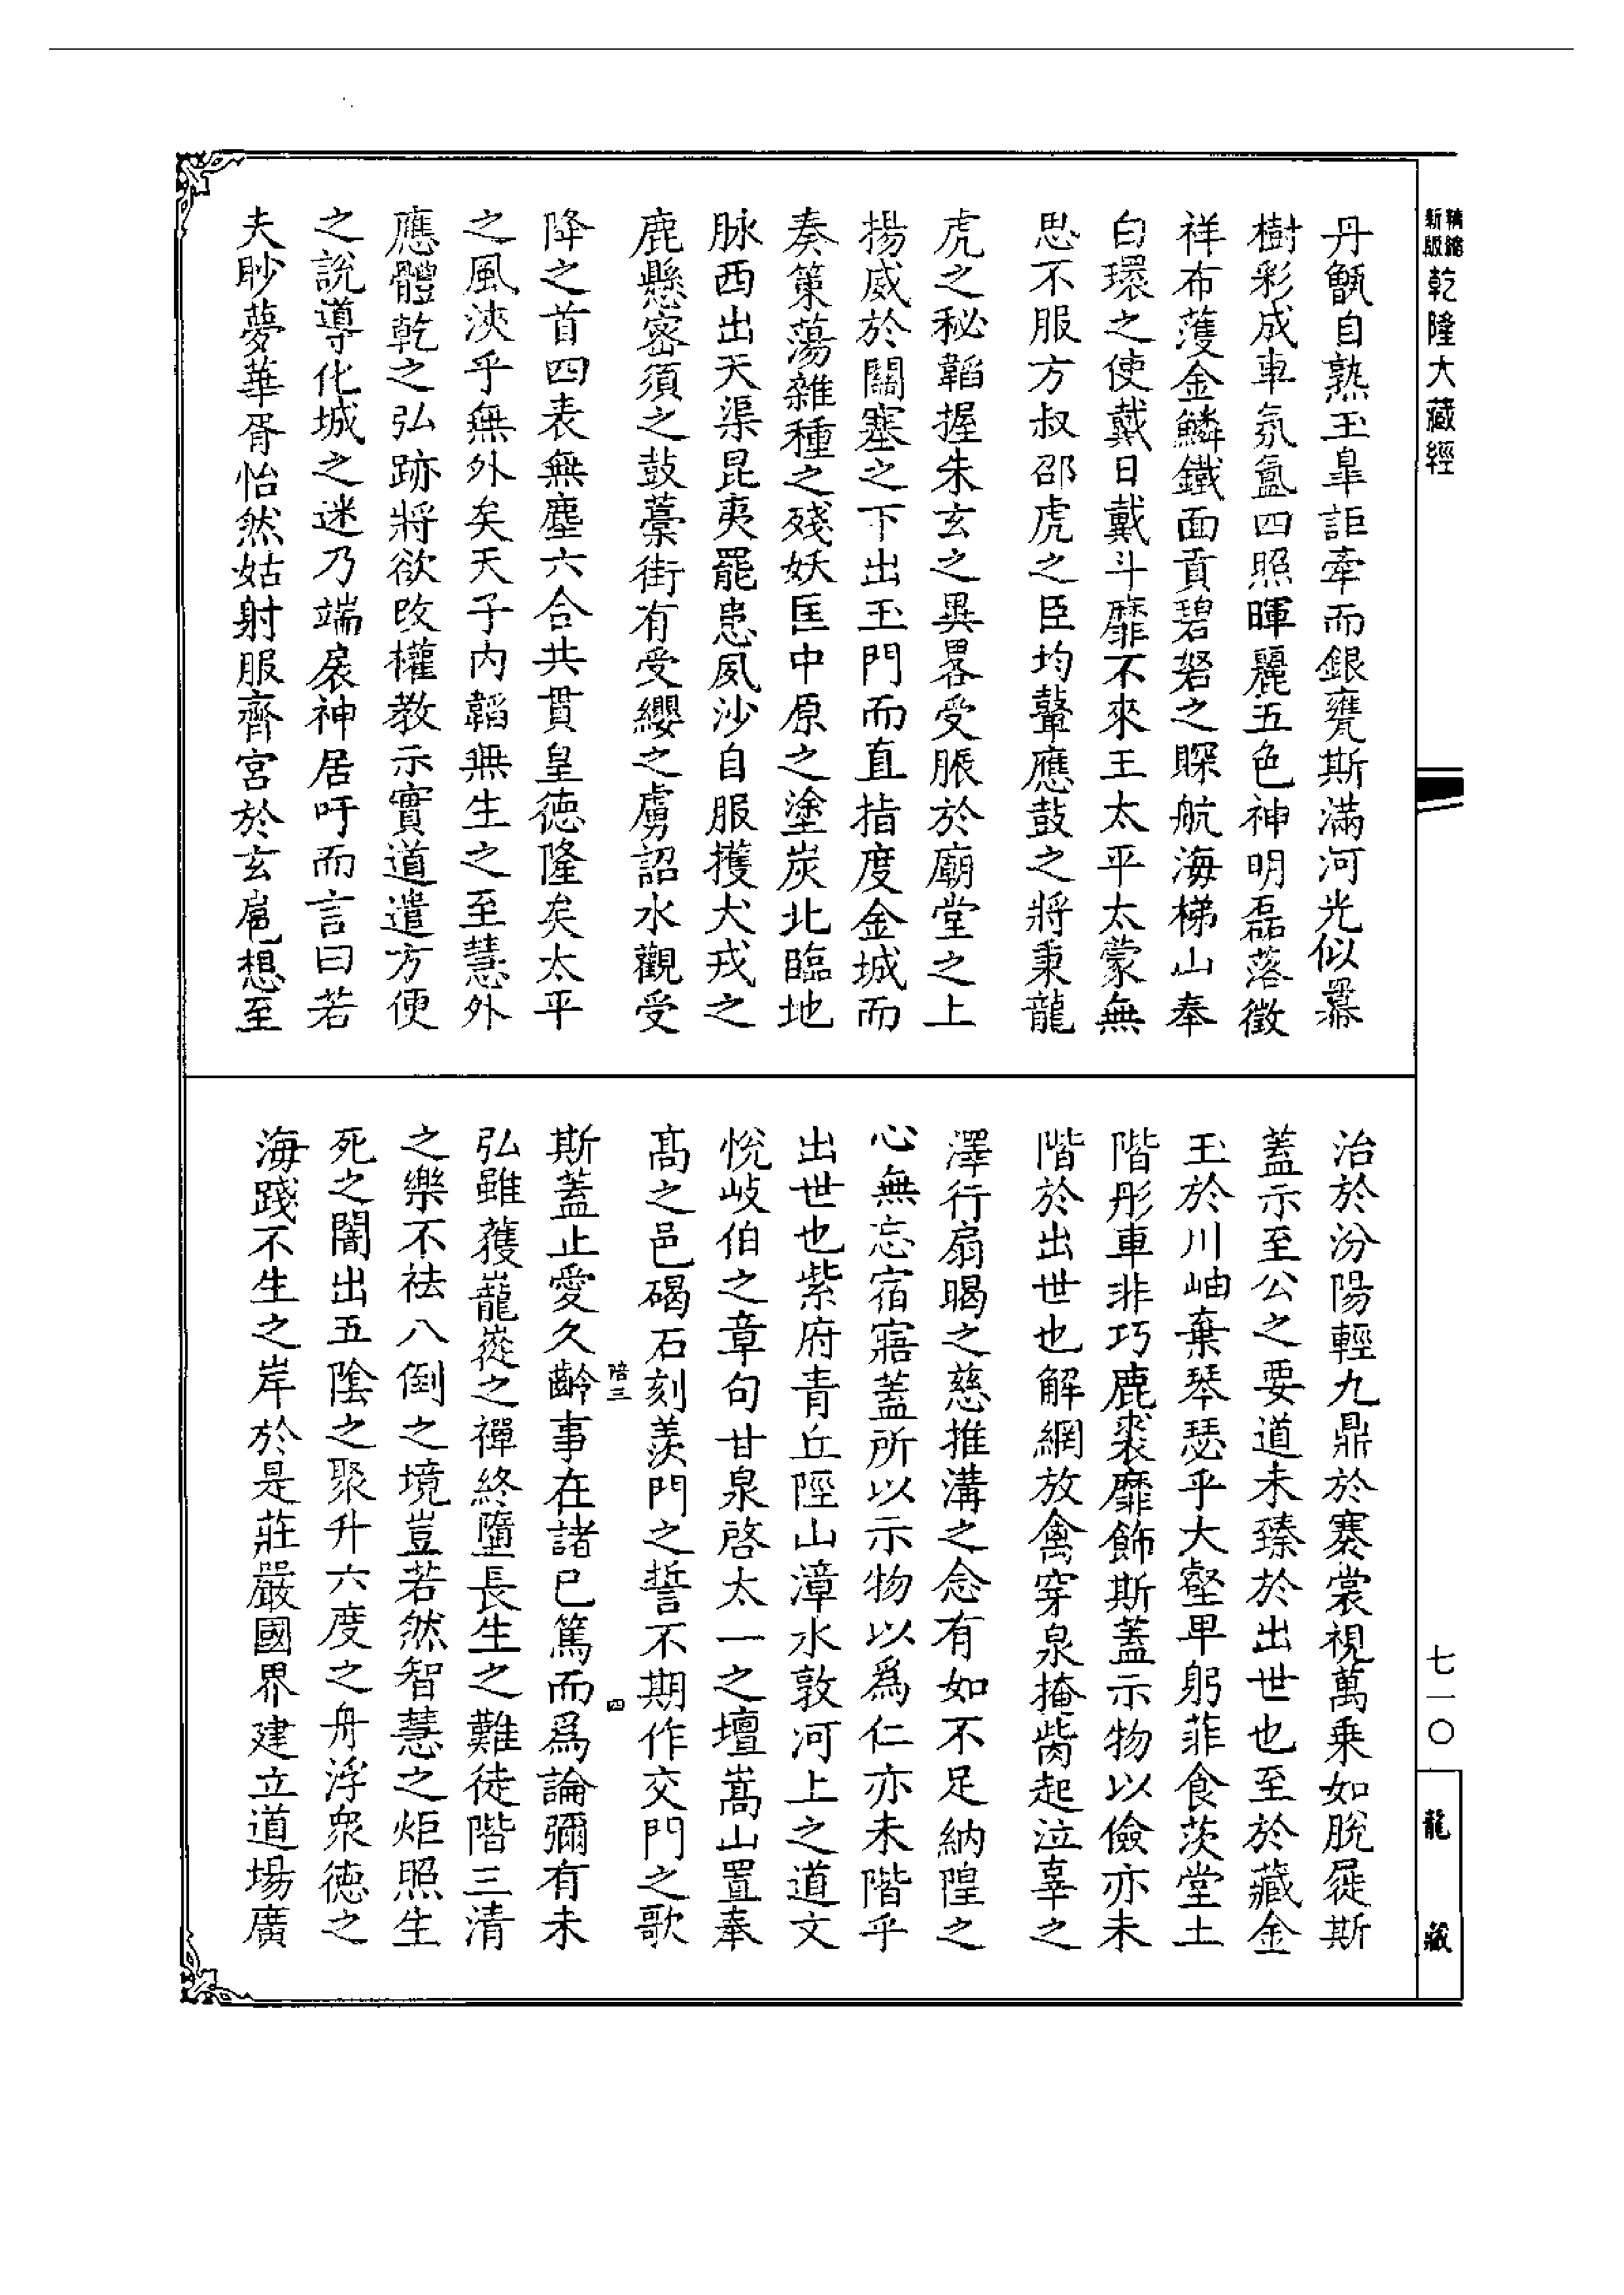 精縮新版 乾隆大藏經
丹甑自熟玉臯詎牽而銀甕斯滿河光似羃
樹彩成車氛氳四照暉麗五色神明磊落徵
祥布濩金鱗鐵面貢碧砮之賝航海梯山奉
白環之使戴日戴斗靡不來王太平太蒙無
思不服方叔邵虎之臣均鼙應鼓之將秉龍
虎之秘韜握朱玄之異畧受脤於廟堂之上
揚威於關塞之下出玉門而直指度金城而
奏策蕩雜種之殘妖匡中原之塗炭北臨地
脉西出天渠昆夷罷患夙沙自服擭犬戎之
鹿懸密須之鼓藁街有受纓之虜詔水觀受
降之首四表無塵六合共貫皇德隆矣太平
之風浹乎無外矣天子內韜無生之至慧外
應體乾之弘跡將欲改權教示實道遣方便
之說導化城之迷乃端扆神居吁而言曰若
夫眇夢華胥怡然姑射服齊宮於玄扈想至
治於汾陽輕九鼎於褰裳視萬乘如脫屣斯
蓋示至公之要道未臻於出世也至於藏金
玉於川岫棄琴瑟乎大壑卑躬菲食茨堂土
階彤車非巧鹿裘靡飾斯蓋示物以儉亦未
階於出世也解網放禽穿泉掩胔起泣辜之
澤行扇暍之慈推溝之念有如不足納隍之
心無忘宿寤蓋所以示物以爲仁亦未階乎
出世也紫府青丘陘山漳水敦河上之道文
悅岐伯之章句甘泉啓太一之壇嵩山置奉
高之邑碣石刻羨門之誓不期作交門之歌
斯蓋止愛久齡事在諸已篤而爲論彌有未
弘雖蒦巃嵸之禪終墮長生之難徒階三清
之樂不祛八倒之境豈若然智慧之炬照生
死之闇出五陰之聚升六度之舟浮衆德之
海踐不生之岸於是莊嚴國界建立道場廣
陪三
四
七一〇
龍藏